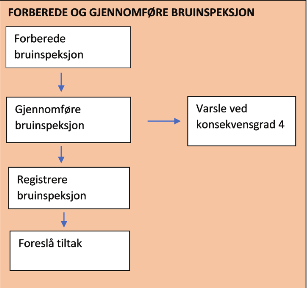 FORBEREDE OG GJENNOMFØRE BRUINSPEKSJON
Forberede
bruinspeksjon
Gjennomføre
bruinspeksjon
Varsle ved
konsekvensgrad 4
Registrere
bruinspeksjon
Foreslå tiltak